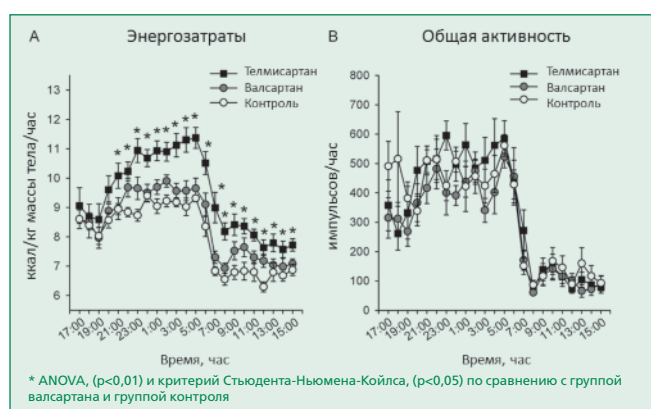 А Энергозатраты
Телмисартан
Валсартан
Контроль
13
12
11
10
9
8
7
6
ккал/кг массы тела/час
17:00 19:00 21:00 23:00 1:00 3:00 5:00 7:00 9:00 11:00 13:00 15:00
Время, час
В Общая активность
Телмисартан
Валсартан
Контроль
800
700
600
500
400
300
200
100
0
импульсов/час
17:00 19:00 21:00 23:00 1:00 3:00 5:00 7:00 9:00 11:00 13:00 15:00
Время, час
* ANOVA, (p<0,01) и критерий Стьюдента-Ньюмена-Койлса, (p<0,05) по сравнению с группой
валсартана и группой контроля